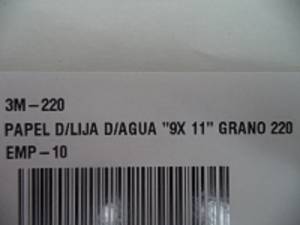 3M-220
PAPEL D/LIJA D/AGUA "9X 11" GRANO 220
EMP-10